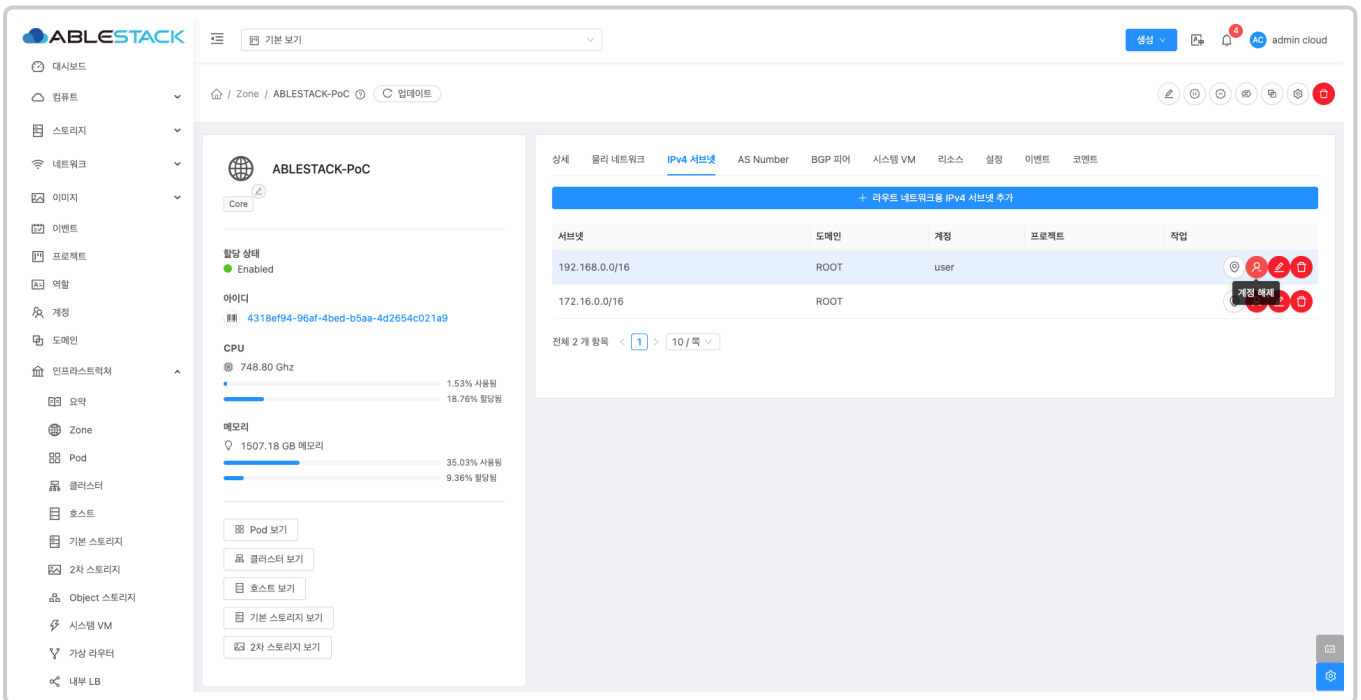 ABLESTACK
기본 보기
생성
4
AC
admin cloud
대시보드
컴퓨트
스토리지
네트워크
이미지
이벤트
프로젝트
역할
계정
도메인
인프라스트럭쳐
요약
Zone
Pod
클러스터
호스트
기본 스토리지
2차 스토리지
Object 스토리지
시스템 VM
가상 라우터
내부 LB
/ Zone / ABLESTACK-PoC
업데이트
ABLESTACK-PoC
Core
할당 상태
Enabled
아이디
4318ef94-96af-4bed-b5aa-4d2654c021a9
CPU
748.80 Ghz
1.53% 사용됨
18.76% 할당됨
메모리
1507.18 GB 메모리
35.03% 사용됨
9.36% 할당됨
Pod 보기
클러스터 보기
호스트 보기
기본 스토리지 보기
2차 스토리지 보기
상세 물리 네트워크 IPv4 서브넷 AS Number BGP 피어 시스템 VM 리소스 설정 이벤트 코멘트
+ 라우트 네트워크용 IPv4 서브넷 추가
서브넷 도메인 계정 프로젝트 작업
192.168.0.0/16 ROOT user
계정 해제
172.16.0.0/16 ROOT
전체 2 개 항목 < 1 > 10 / 쪽